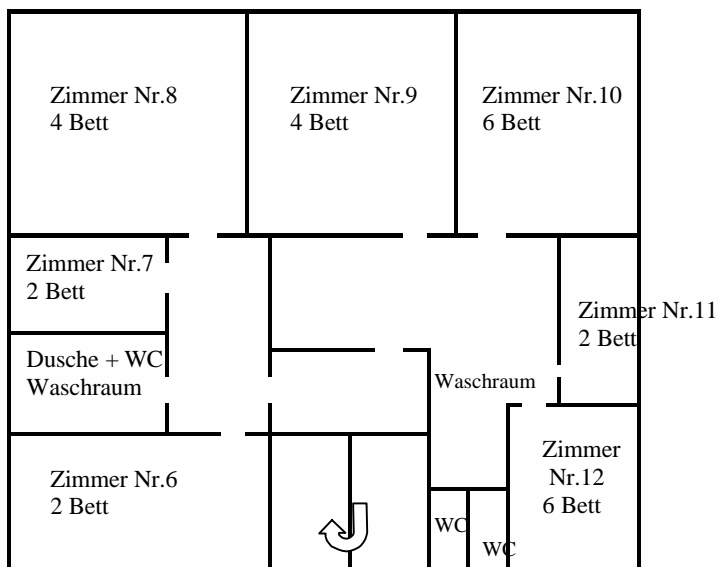 Zimmer Nr.8
4 Bett
Zimmer Nr.9
4 Bett
Zimmer Nr.10
6 Bett
Zimmer Nr.7
2 Bett
Zimmer Nr.11
2 Bett
Dusche + WC
Waschraum
Waschraum
Zimmer Nr.6
2 Bett
Zimmer
Nr.12
6 Bett
WC
WC